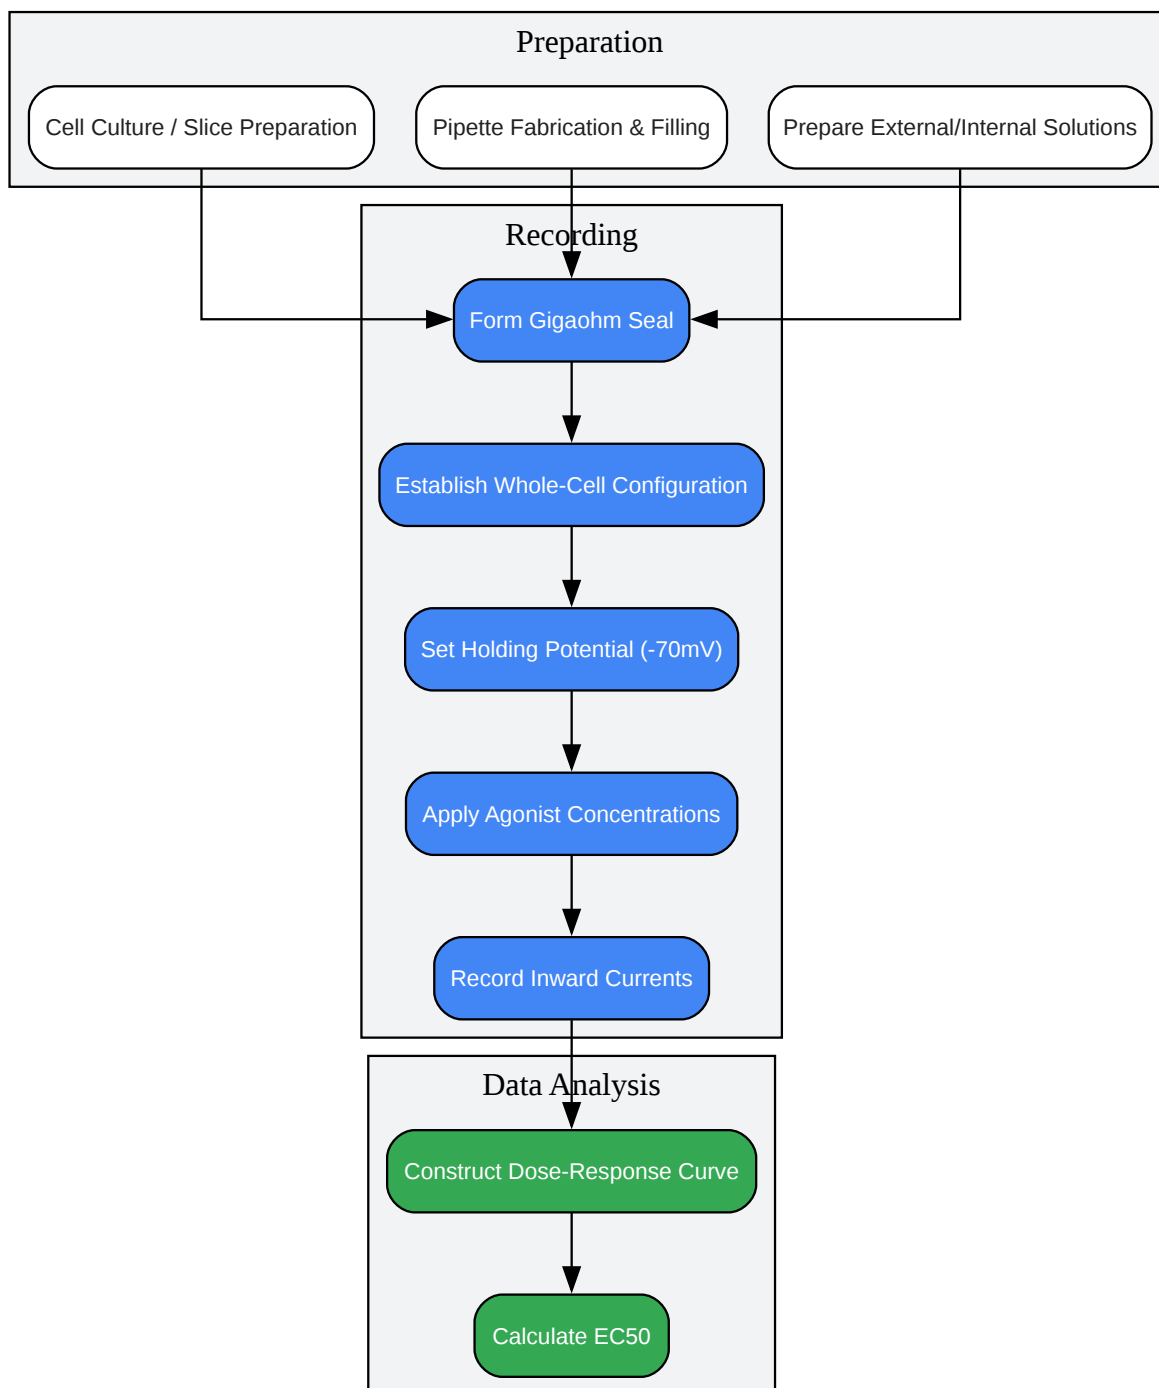 Preparation
Cell Culture / Slice Preparation
Pipette Fabrication & Filling
Prepare External/Internal Solutions
Recording
Form Gigaohm Seal
Establish Whole-Cell Configuration
Set Holding Potential (-70mV)
Apply Agonist Concentrations
Record Inward Currents
Data Analysis
Construct Dose-Response Curve
Calculate EC50